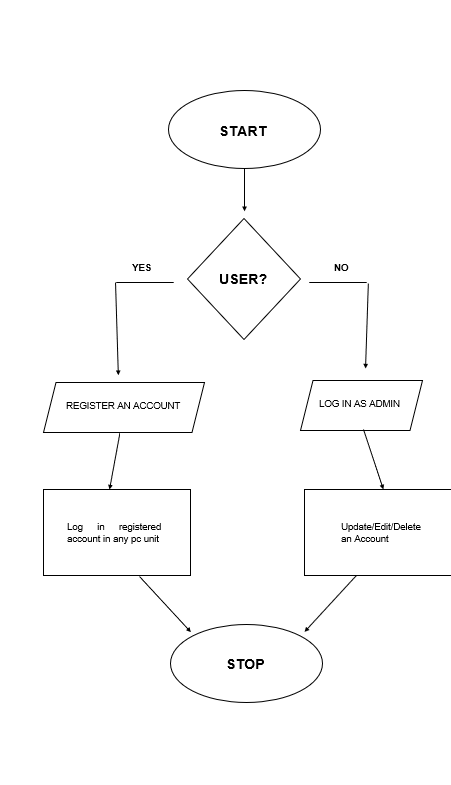 START
USER?
YES
NO
REGISTER AN ACCOUNT
LOG IN AS ADMIN
Log in registered
account in any pc unit
Update/Edit/Delete
an Account
STOP